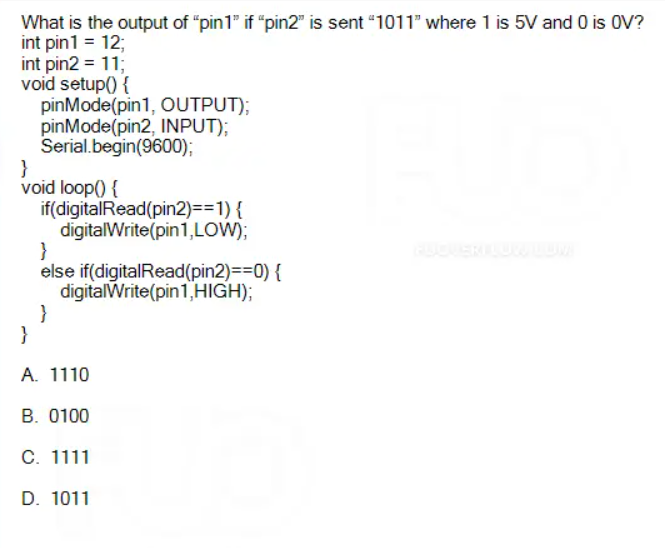 What is the output of “pin1” if “pin2” is sent “1011” where 1 is 5V and 0 is 0V?
int pin1 = 12;
int pin2 = 11;
void setup() {
pinMode(pin1, OUTPUT);
pinMode(pin2, INPUT);
Serial.begin(9600);
}
void loop() {
if(digitalRead(pin2)==1) {
digitalWrite(pin1,LOW);
}
else if(digitalRead(pin2)==0) {
digitalWrite(pin1,HIGH);
}
}
A. 1110
B. 0100
C. 1111
D. 1011